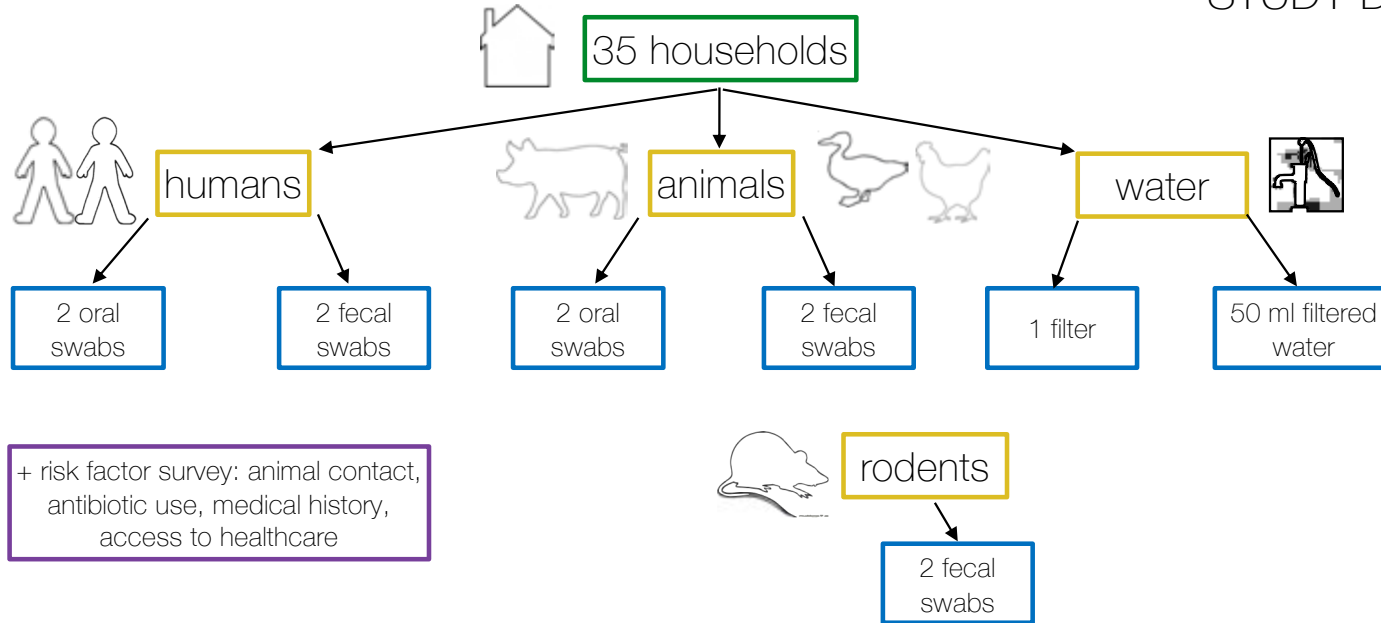 35 households
humans
animals
water
2 oral
swabs
2 fecal
swabs
2 oral
swabs
2 fecal
swabs
1 filter
50 ml filtered
water
+ risk factor survey: animal contact,
antibiotic use, medical history,
access to healthcare
rodents
2 fecal
swabs